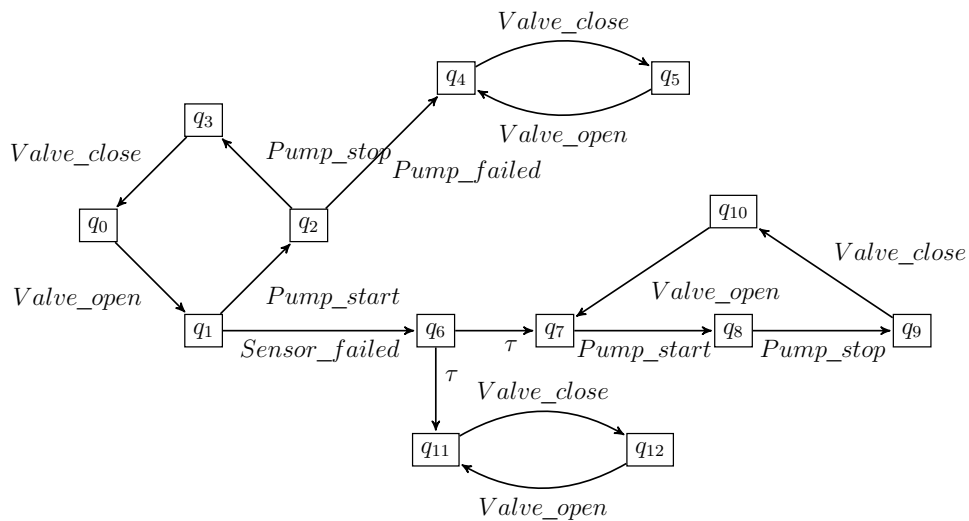 Valve_close
q4
q5
Valve_open
q3
Valve_close
Pump_stop
Pump_failed
q0
q2
q10
Valve_open
Pump_start
Valve_open
Valve_close
q1
Sensor_failed
q6
τ
q7
Pump_start
q8
Pump_stop
q9
τ
Valve_close
q11
q12
Valve_open